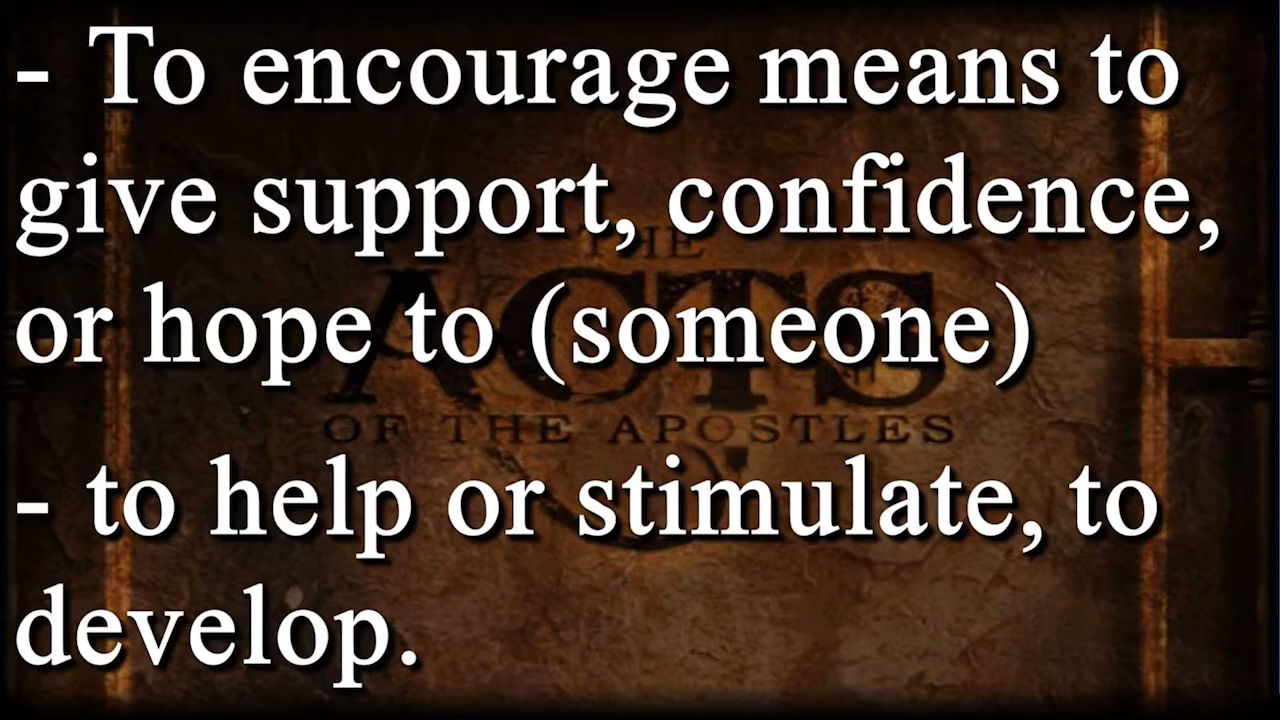 - To encourage means to
give support, confidence,
or hope to (someone)
- to help or stimulate, to
develop.
THE
ACTS
OF THE APOSTLES